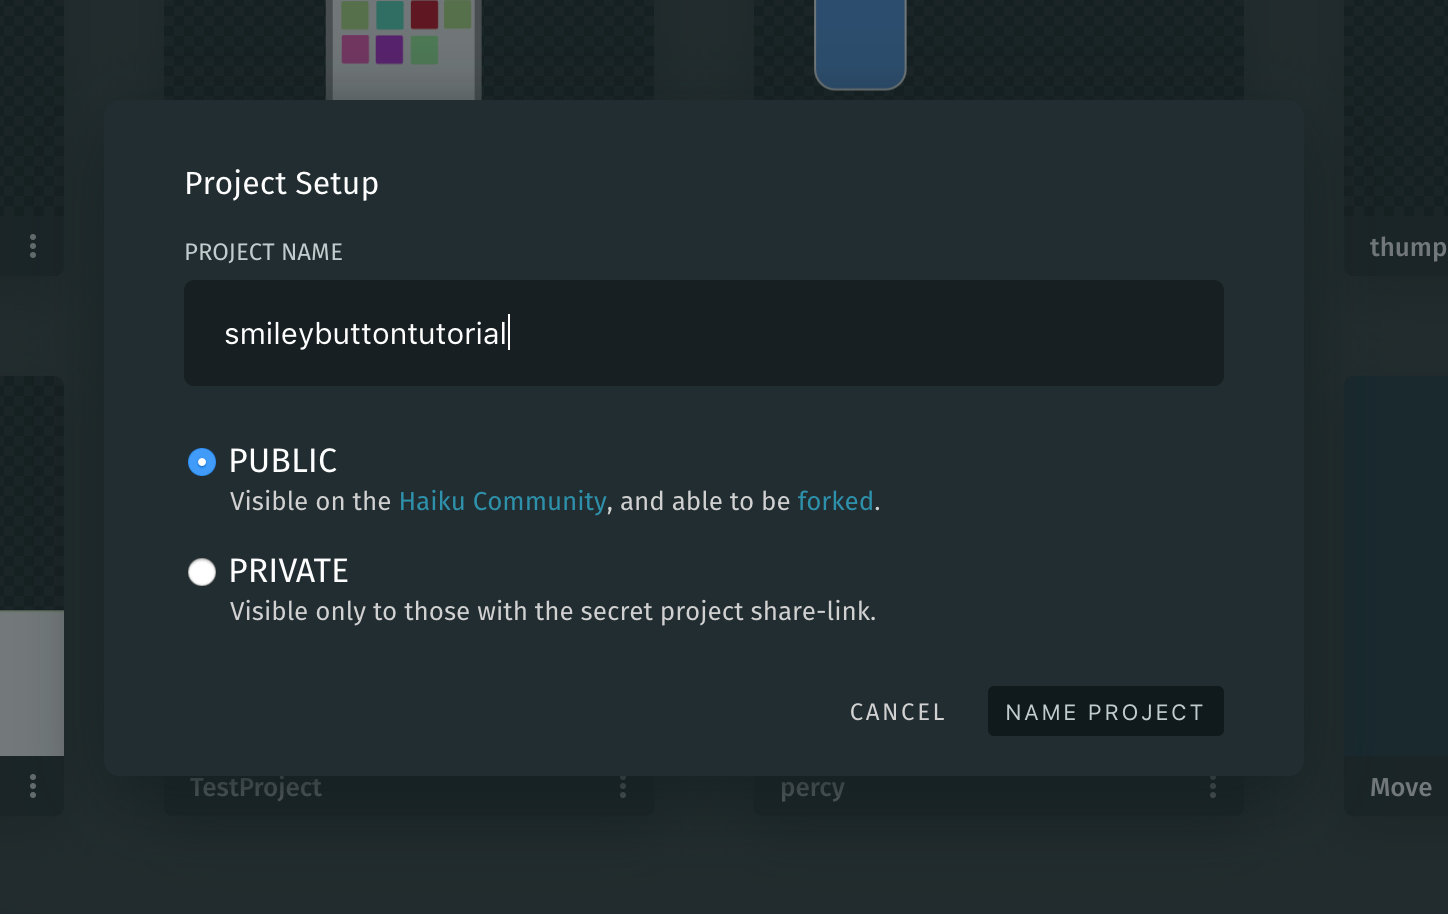 thump
Project Setup
PROJECT NAME
smileybuttontutorial
PUBLIC
Visible on the Haiku Community, and able to be forked.
PRIVATE
Visible only to those with the secret project share-link.
CANCEL NAME PROJECT
TestProject percy Move